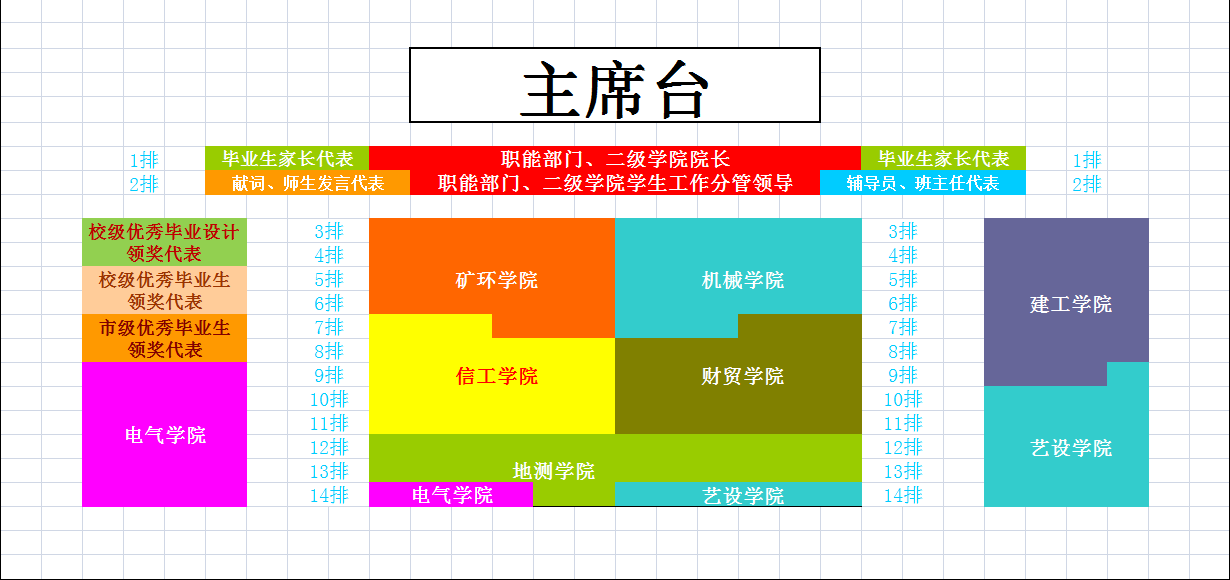 主席台
1排 毕业生家长代表 职能部门、二级学院院长 毕业生家长代表 1排
2排 献词、师生发言代表 职能部门、二级学院学生工作分管领导 辅导员、班主任代表 2排
校级优秀毕业设计
领奖代表
校级优秀毕业生
领奖代表
市级优秀毕业生
领奖代表
电气学院
3排
4排
5排
6排
7排
8排
9排
10排
11排
12排
13排
14排
矿环学院
机械学院
信工学院
财贸学院
地测学院
电气学院
艺设学院
3排
4排
5排
6排
7排
8排
9排
10排
11排
12排
13排
14排
建工学院
艺设学院